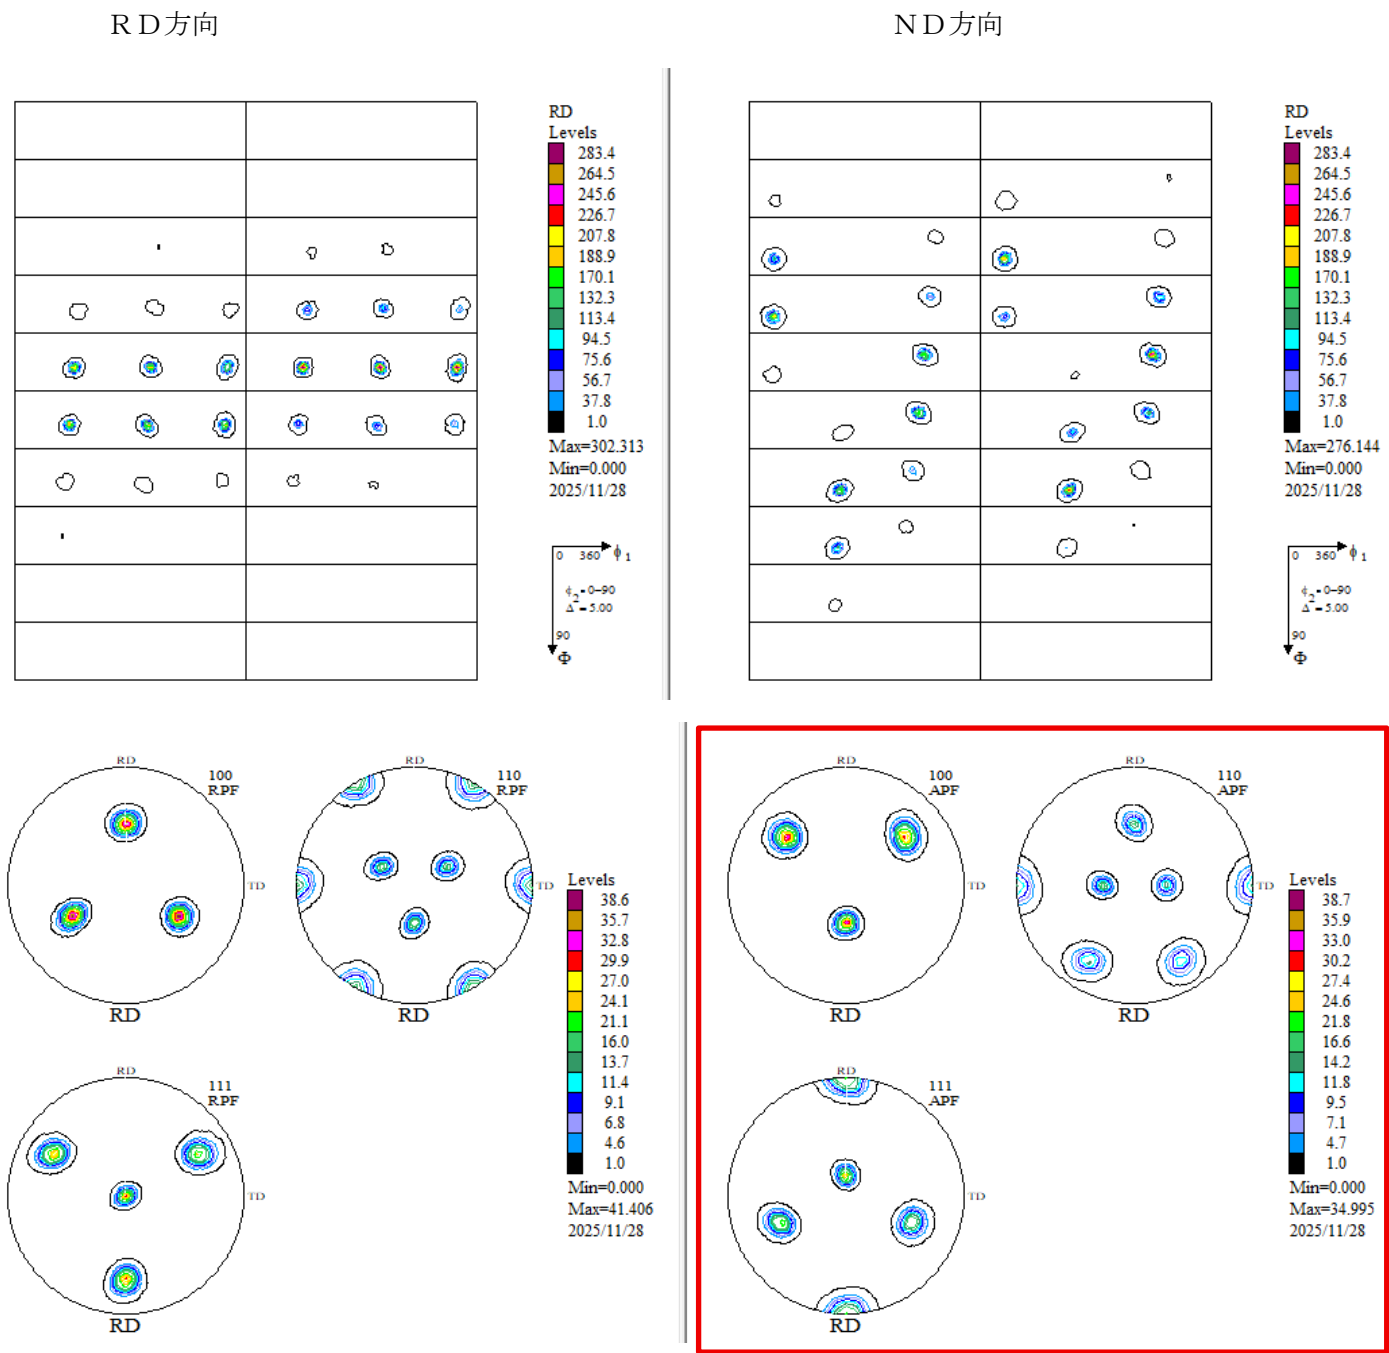 ＲＤ方向
ＮＤ方向
RD
Levels
283.4
264.5
245.6
226.7
207.8
188.9
170.1
132.3
113.4
94.5
75.6
56.7
37.8
1.0
Max=302.313
Min=0.000
2025/11/28
0 360 ϕ1
ϕ2=0-90
Δ=5.00
90
Φ
RD
Levels
283.4
264.5
245.6
226.7
207.8
188.9
170.1
132.3
113.4
94.5
75.6
56.7
37.8
1.0
Max=276.144
Min=0.000
2025/11/28
0 360 ϕ1
ϕ2=0-90
Δ=5.00
90
Φ
RD
100
RPF
TD
RD
RD
110
RPF
TD
RD
RD
111
RPF
TD
RD
Levels
38.6
35.7
32.8
29.9
27.0
24.1
21.1
16.0
13.7
11.4
9.1
6.8
4.6
1.0
Min=0.000
Max=41.406
2025/11/28
RD
100
APF
TD
RD
RD
110
APF
TD
RD
RD
111
APF
TD
RD
Levels
38.7
35.9
33.0
30.2
27.4
24.6
21.8
16.6
14.2
11.8
9.5
7.1
4.7
1.0
Min=0.000
Max=34.995
2025/11/28